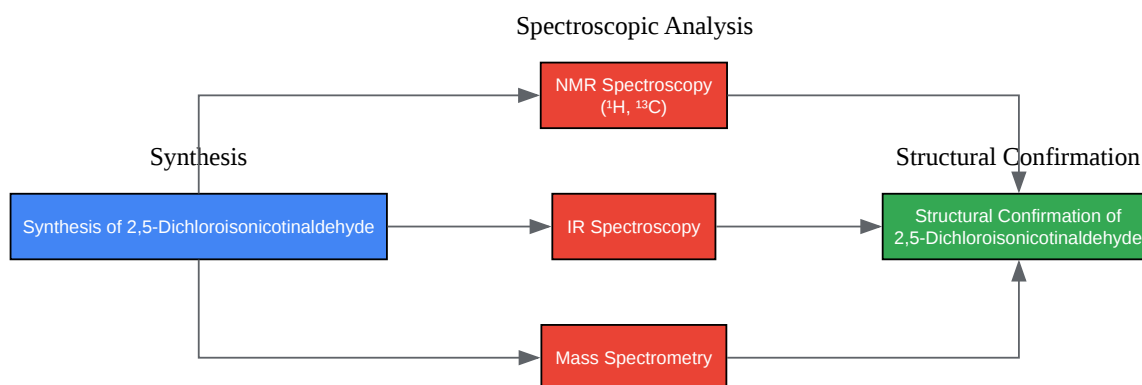 Spectroscopic Analysis
NMR Spectroscopy
(¹H, ¹³C)
Synthesis
Structural Confirmation
Synthesis of 2,5-Dichloroisonicotinaldehyde
IR Spectroscopy
Structural Confirmation of
2,5-Dichloroisonicotinaldehyde
Mass Spectrometry